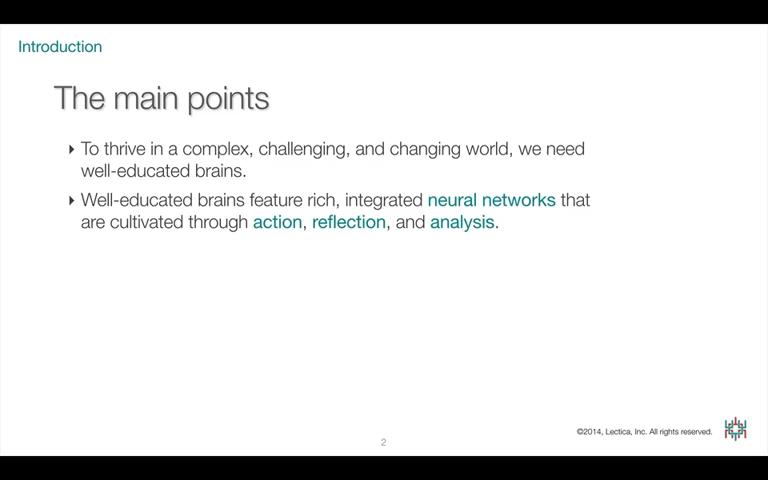 Introduction
The main points
‣ To thrive in a complex, challenging, and changing world, we need
well-educated brains.
‣ Well-educated brains feature rich, integrated neural networks that
are cultivated through action, reflection, and analysis.
©2014, Lectica, Inc. All rights reserved.
2